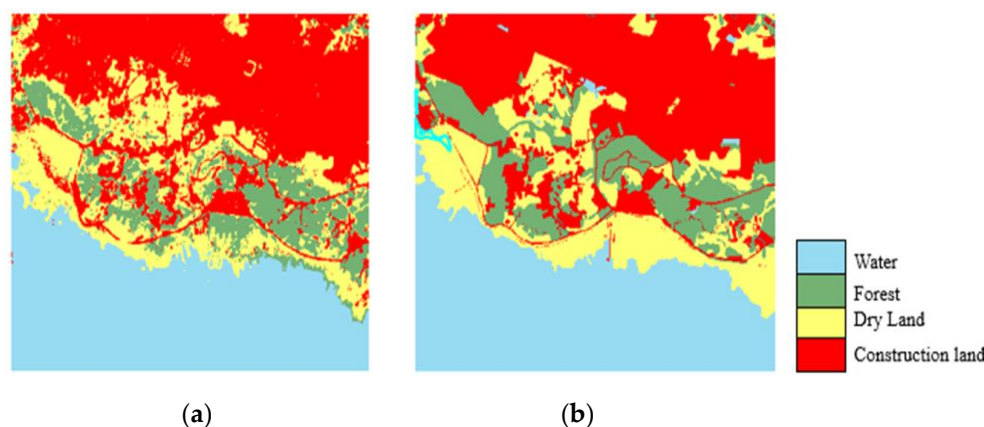 Water
Forest
Dry Land
Construction land
(a)
(b)